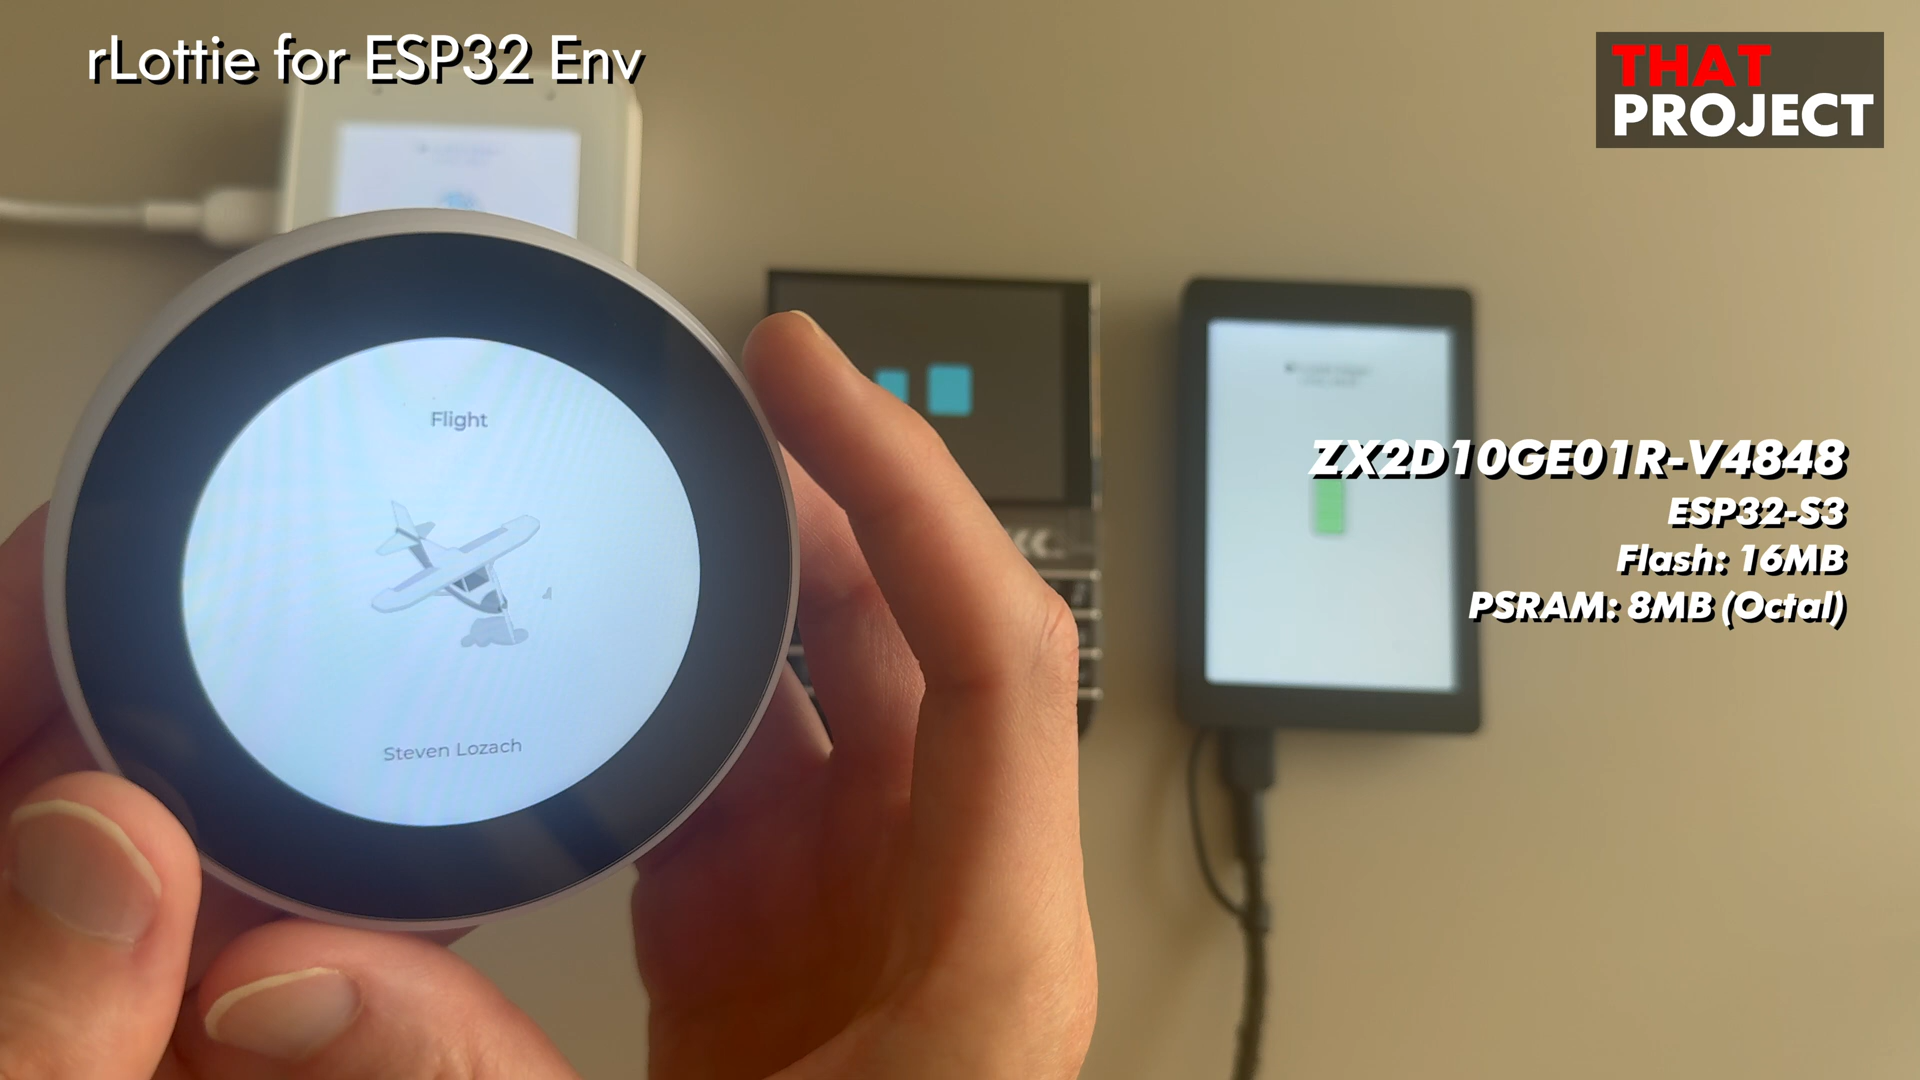 rLottie for ESP32 Env
THAT
PROJECT
Flight
Steven Lozach
ZX2D10GE01R-V4848
ESP32-S3
Flash: 16MB
PSRAM: 8MB (Octal)